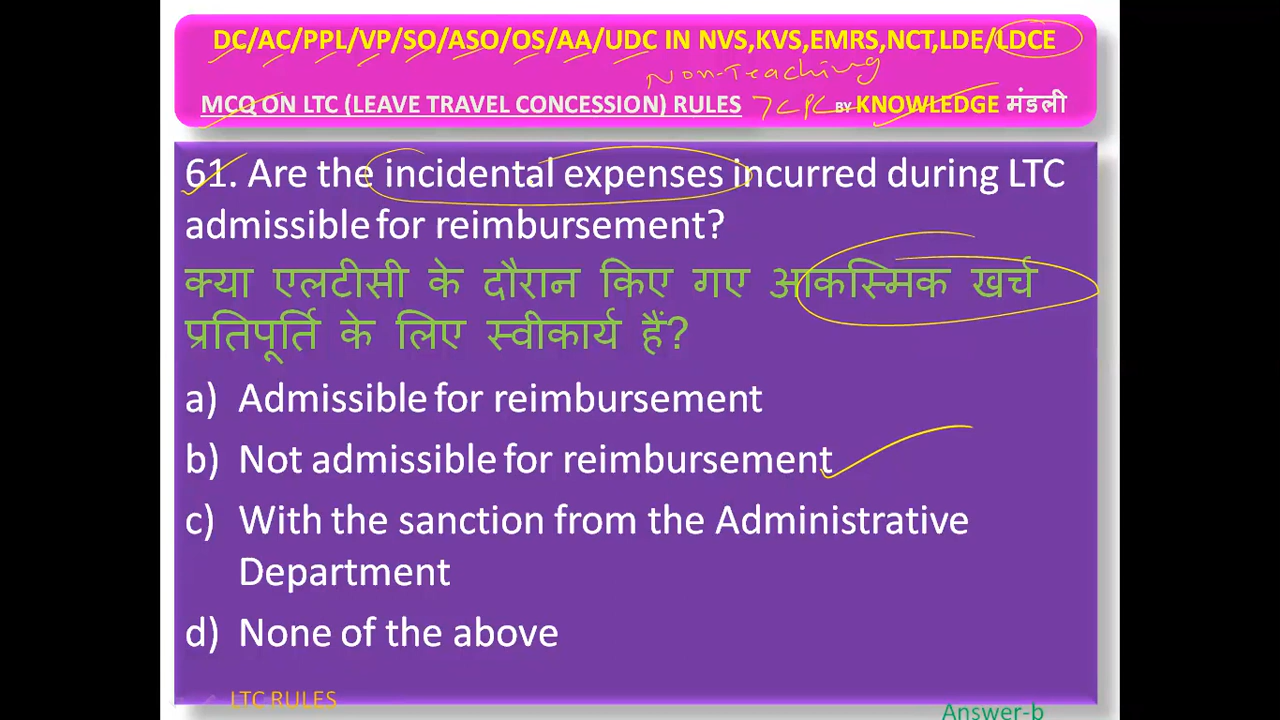 DC/AC/PPL/VP/SO/ASO/OS/AA/UDC IN NVS,KVS,EMRS,NCT,LDE/LDCE
Non-Teaching
MCQ ON LTC (LEAVE TRAVEL CONCESSION) RULES 7 CPC BY KNOWLEDGE मंडली
61. Are the incidental expenses incurred during LTC
admissible for reimbursement?
क्या एलटीसी के दौरान किए गए आकस्मिक खर्च
प्रतिपूर्ति के लिए स्वीकार्य हैं?
a) Admissible for reimbursement
b) Not admissible for reimbursement
c) With the sanction from the Administrative
Department
d) None of the above
LTC RULES
Answer-b